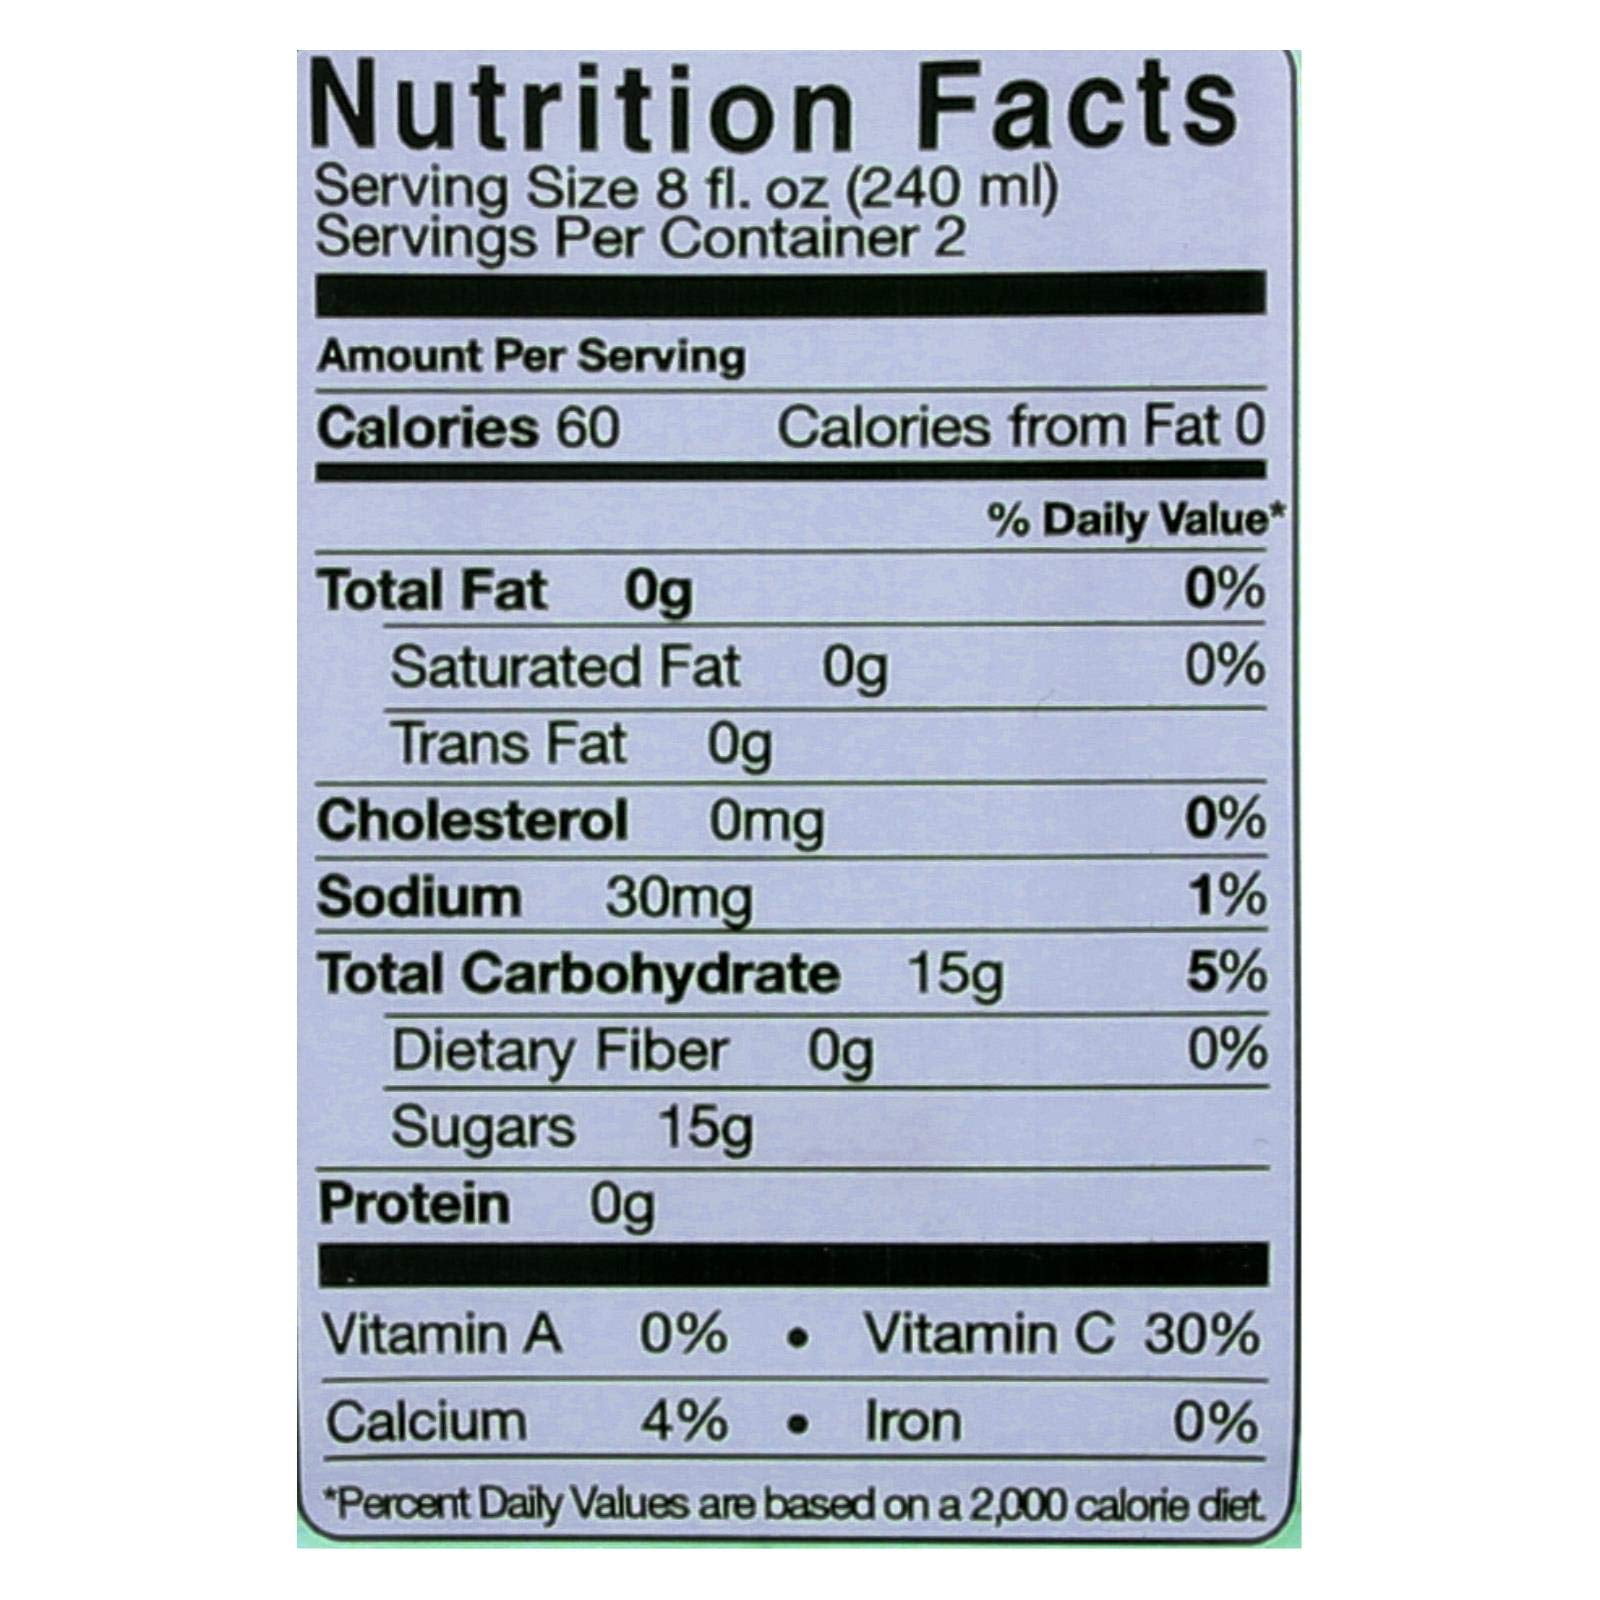 Nutrition Facts
Serving Size 8 fl. oz (240 ml)
Servings Per Container 2
Amount Per Serving
Calories 60 Calories from Fat 0
% Daily Value*
Total Fat 0g 0%
Saturated Fat 0g 0%
Trans Fat 0g
Cholesterol 0mg 0%
Sodium 30mg 1%
Total Carbohydrate 15g 5%
Dietary Fiber 0g 0%
Sugars 15g
Protein 0g
Vitamin A 0% • Vitamin C 30%
Calcium 4% • Iron 0%
*Percent Daily Values are based on a 2,000 calorie diet.